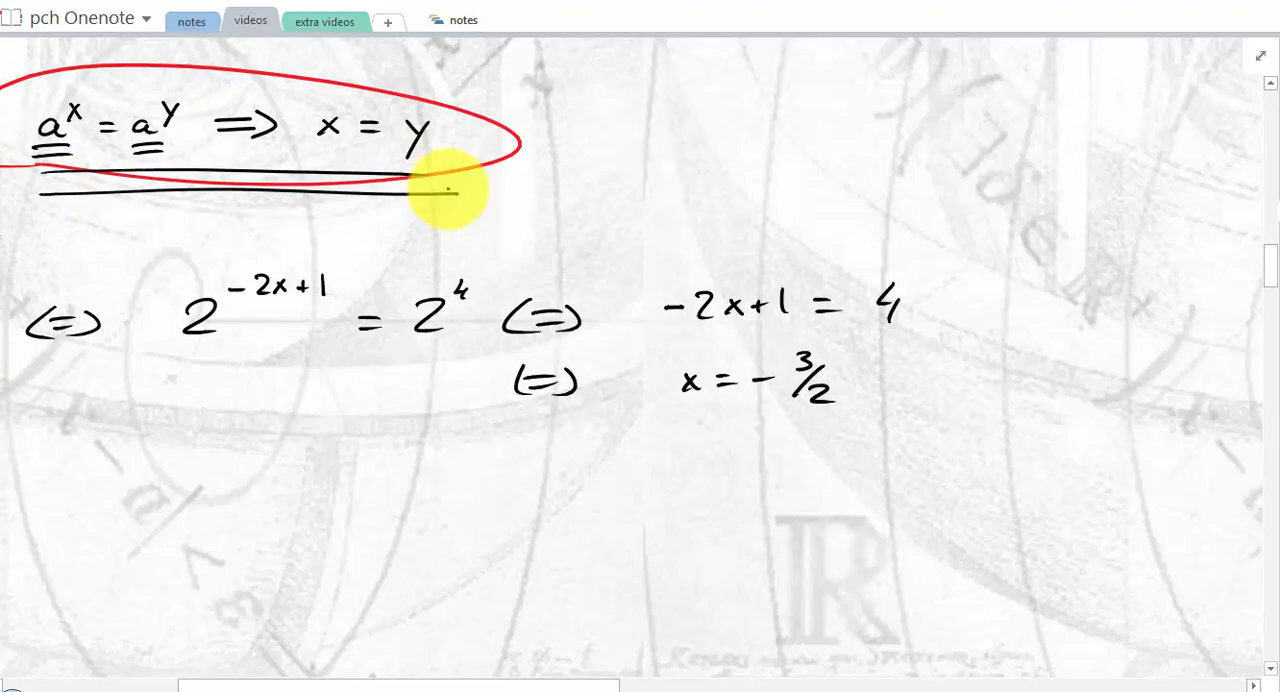 pch Onenote
notes videos extra videos + notes
a^x = a^y ⟹ x = y
(=) 2^(-2x+1) = 2^4 (=) -2x+1 = 4
(=) x = - 3/2
ℝ